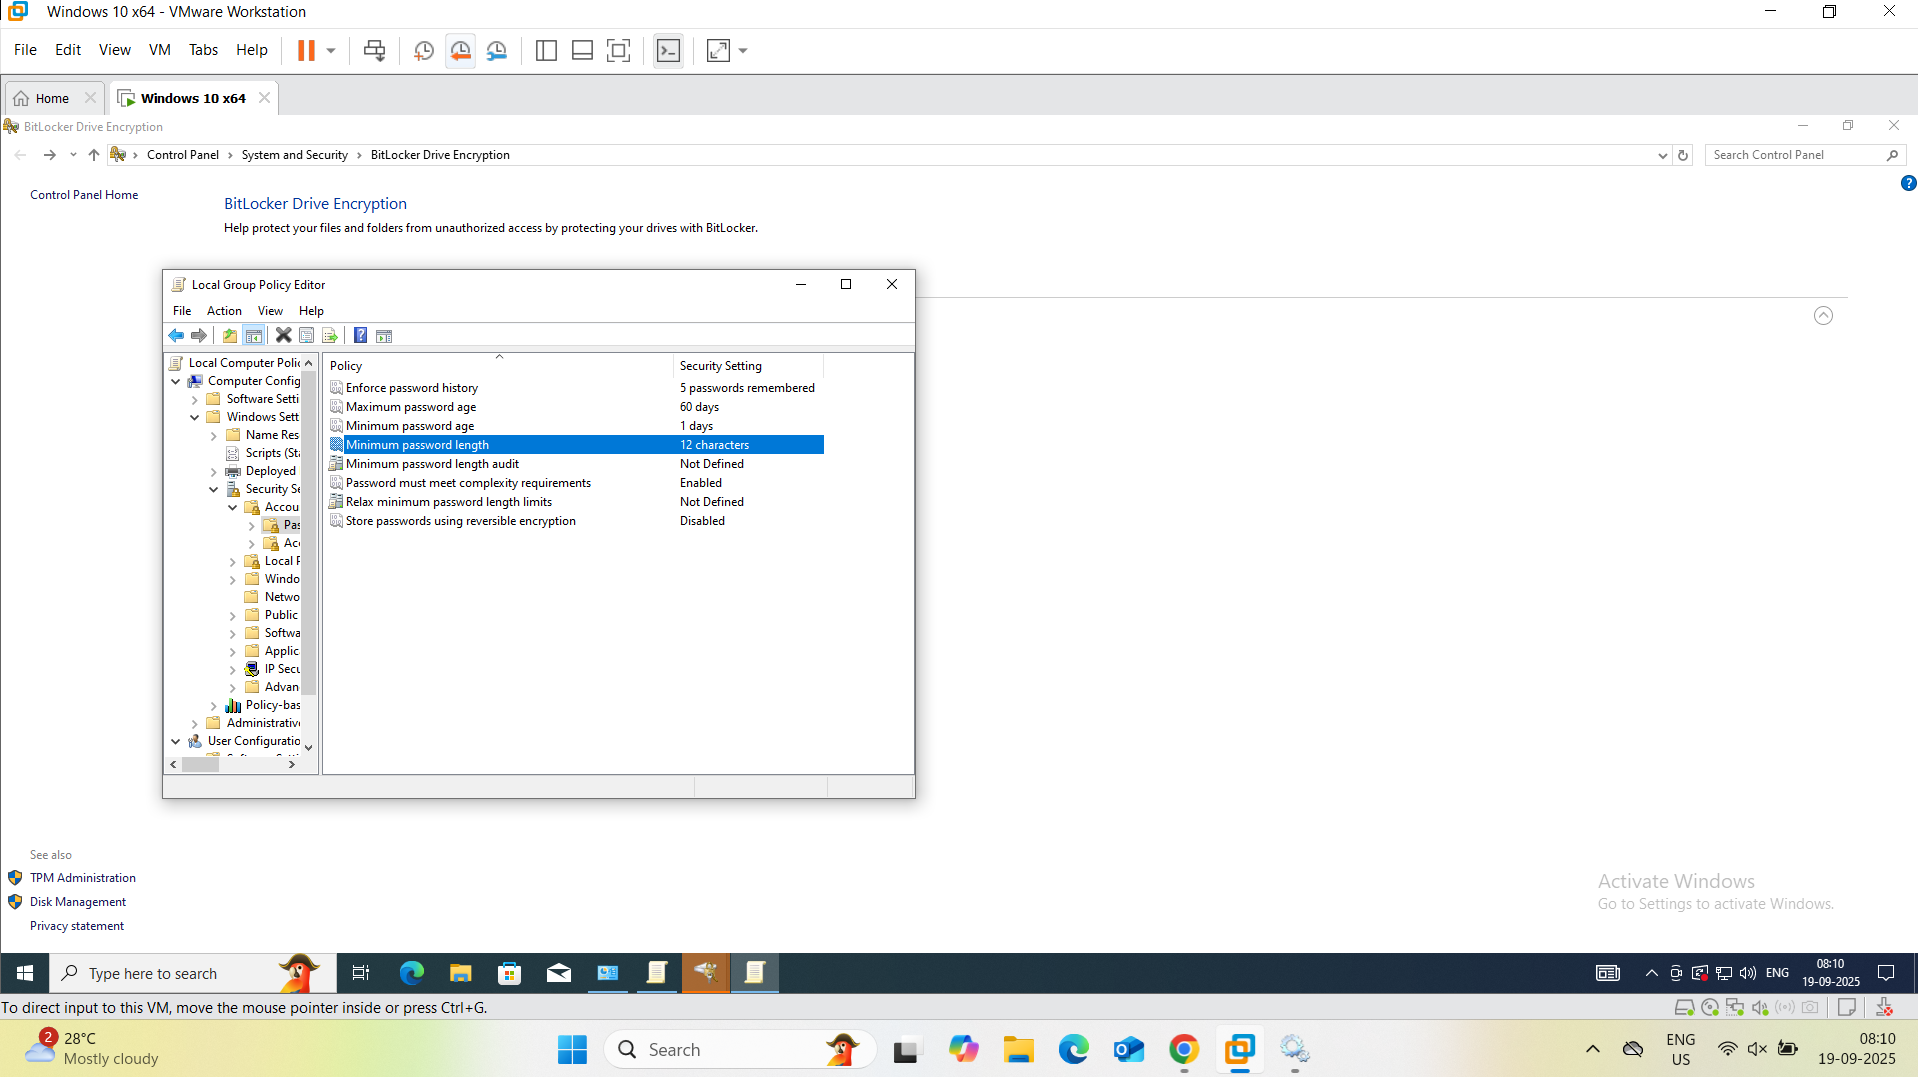 Windows 10 x64 - VMware Workstation
File Edit View VM Tabs Help
Home Windows 10 x64
BitLocker Drive Encryption
Control Panel System and Security BitLocker Drive Encryption
Search Control Panel
?
Control Panel Home
BitLocker Drive Encryption
Help protect your files and folders from unauthorized access by protecting your drives with BitLocker.
Local Group Policy Editor
File Action View Help
Local Computer Polic
Computer Config
Software Setti
Windows Sett
Name Res
Scripts (Sta
Deployed
Security Se
Accou
Pas
Acc
Local P
Windo
Netwo
Public
Softwa
Applic
IP Secu
Advan
Policy-bas
Administrative
User Configuratio
Policy Security Setting
Enforce password history 5 passwords remembered
Maximum password age 60 days
Minimum password age 1 days
Minimum password length 12 characters
Minimum password length audit Not Defined
Password must meet complexity requirements Enabled
Relax minimum password length limits Not Defined
Store passwords using reversible encryption Disabled
See also
TPM Administration
Disk Management
Privacy statement
Activate Windows
Go to Settings to activate Windows.
Type here to search
ENG
08:10
19-09-2025
To direct input to this VM, move the mouse pointer inside or press Ctrl+G.
2
28°C
Mostly cloudy
Search
ENG
US
08:10
19-09-2025